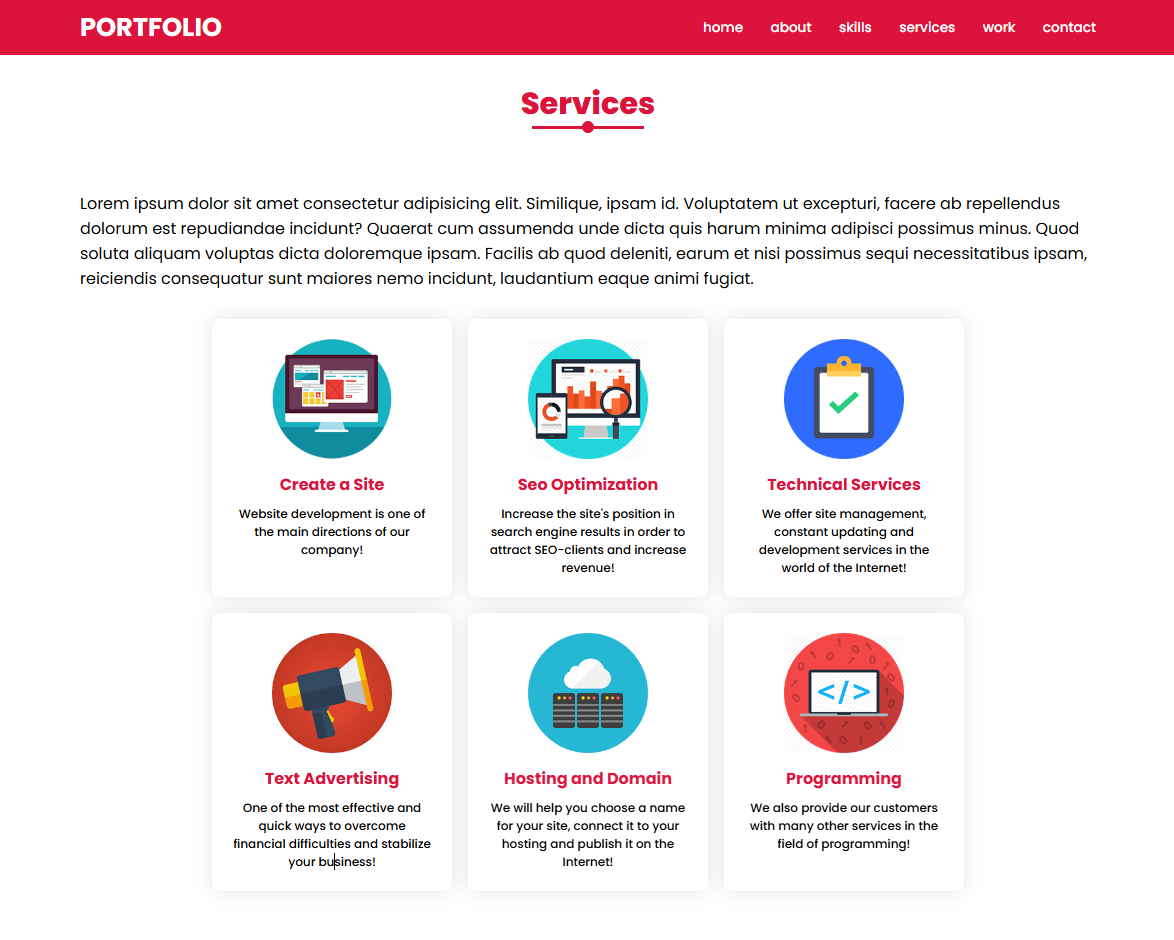 PORTFOLIO
home about skills services work contact
Services
Lorem ipsum dolor sit amet consectetur adipisicing elit. Similique, ipsam id. Voluptatem ut excepturi, facere ab repellendus
dolorum est repudiandae incidunt? Quaerat cum assumenda unde dicta quis harum minima adipisci possimus minus. Quod
soluta aliquam voluptas dicta doloremque ipsam. Facilis ab quod deleniti, earum et nisi possimus sequi necessitatibus ipsam,
reiciendis consequatur sunt maiores nemo incidunt, laudantium eaque animi fugiat.
Create a Site
Website development is one of
the main directions of our
company!
Seo Optimization
Increase the site's position in
search engine results in order to
attract SEO-clients and increase
revenue!
Technical Services
We offer site management,
constant updating and
development services in the
world of the Internet!
Text Advertising
One of the most effective and
quick ways to overcome
financial difficulties and stabilize
your business!
Hosting and Domain
We will help you choose a name
for your site, connect it to your
hosting and publish it on the
Internet!
</>
Programming
We also provide our customers
with many other services in the
field of programming!